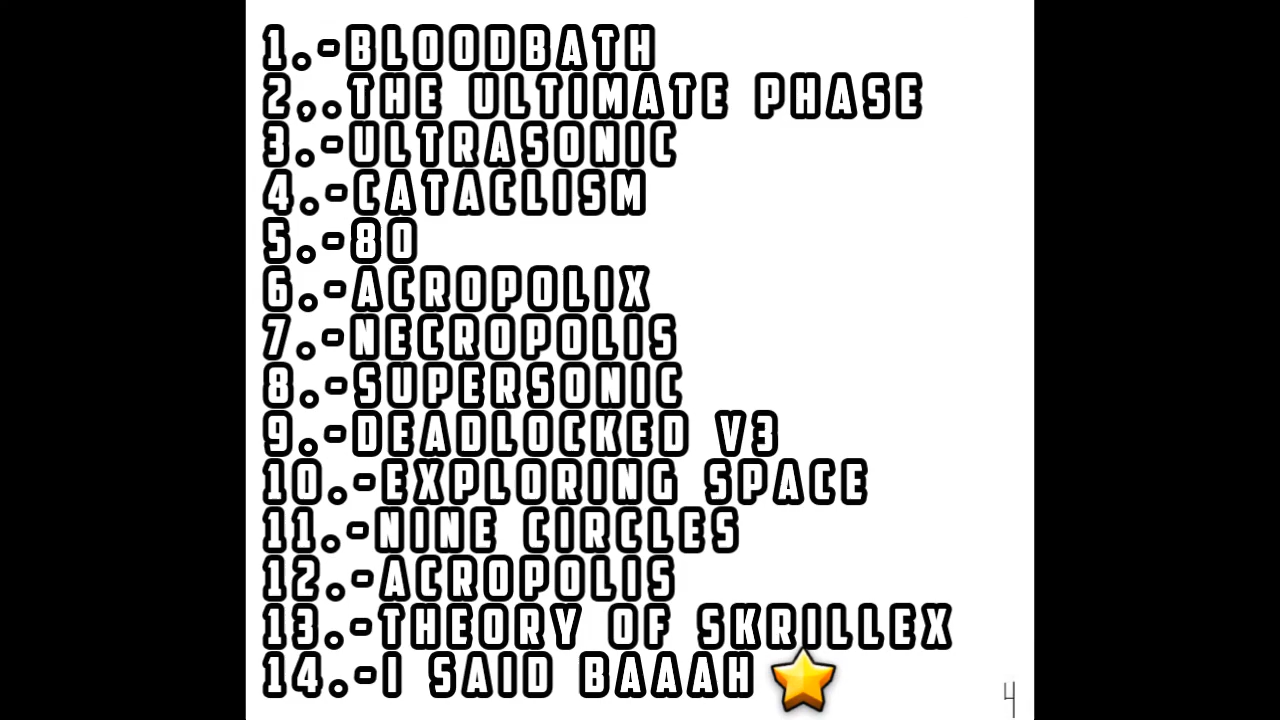 1.-BLOODBATH
2,.THE ULTIMATE PHASE
3.-ULTRASONIC
4.-CATACLISM
5.-80
6.-ACROPOLIX
7.-NECROPOLIS
8.-SUPERSONIC
9.-DEADLOCKED V3
10.-EXPLORING SPACE
11.-NINE CIRCLES
12.-ACROPOLIS
13.-THEORY OF SKRILLEX
14.-I SAID BAAAH
4